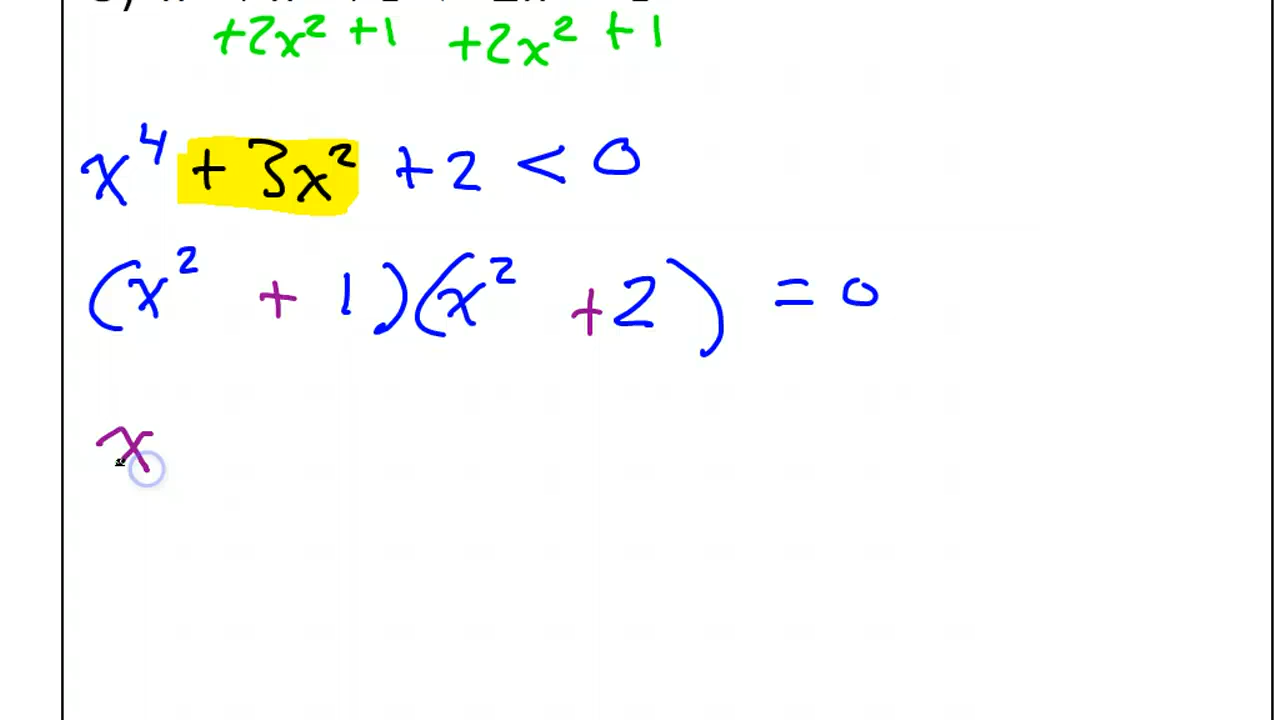 +2x² +1 +2x² +1
x⁴ + 3x² + 2 < 0
(x² + 1)(x² + 2) = 0
x